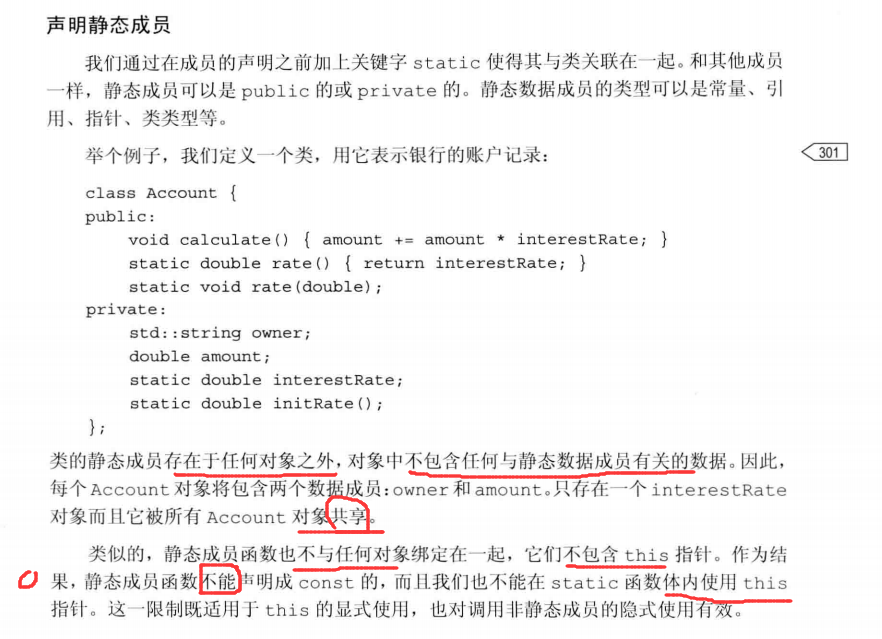 声明静态成员
我们通过在成员的声明之前加上关键字 static 使得其与类关联在一起。和其他成员
一样，静态成员可以是 public 的或 private 的。静态数据成员的类型可以是常量、引
用、指针、类类型等。
举个例子，我们定义一个类，用它表示银行的账户记录：
301
class Account {
public:
    void calculate() { amount += amount * interestRate; }
    static double rate() { return interestRate; }
    static void rate(double);
private:
    std::string owner;
    double amount;
    static double interestRate;
    static double initRate();
};
类的静态成员存在于任何对象之外，对象中不包含任何与静态数据成员有关的数据。因此，
每个 Account 对象将包含两个数据成员：owner 和 amount。只存在一个 interestRate
对象而且它被所有 Account 对象共享。
类似的，静态成员函数也不与任何对象绑定在一起，它们不包含 this 指针。作为结
果，静态成员函数不能声明成 const 的，而且我们也不能在 static 函数体内使用 this
指针。这一限制既适用于 this 的显式使用，也对调用非静态成员的隐式使用有效。